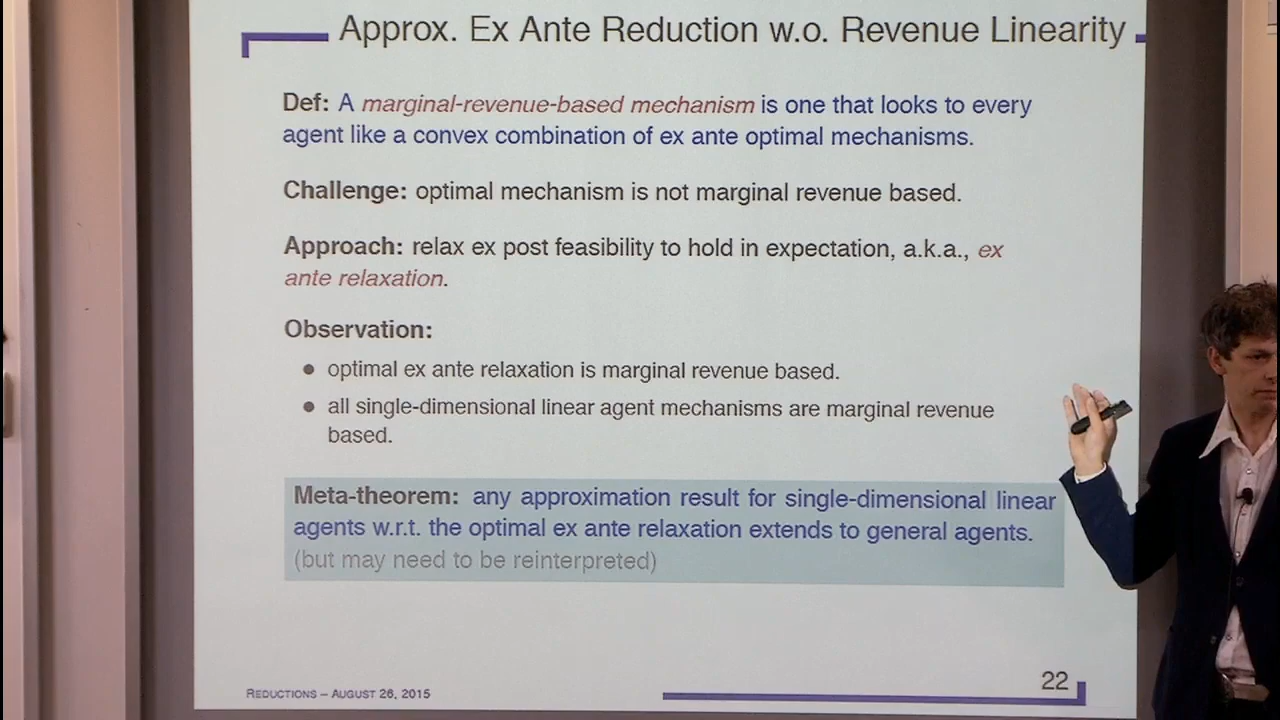 Approx. Ex Ante Reduction w.o. Revenue Linearity
Def: A marginal-revenue-based mechanism is one that looks to every
agent like a convex combination of ex ante optimal mechanisms.
Challenge: optimal mechanism is not marginal revenue based.
Approach: relax ex post feasibility to hold in expectation, a.k.a., ex
ante relaxation.
Observation:
• optimal ex ante relaxation is marginal revenue based.
• all single-dimensional linear agent mechanisms are marginal revenue
based.
Meta-theorem: any approximation result for single-dimensional linear
agents w.r.t. the optimal ex ante relaxation extends to general agents.
(but may need to be reinterpreted)
REDUCTIONS – AUGUST 26, 2015
22